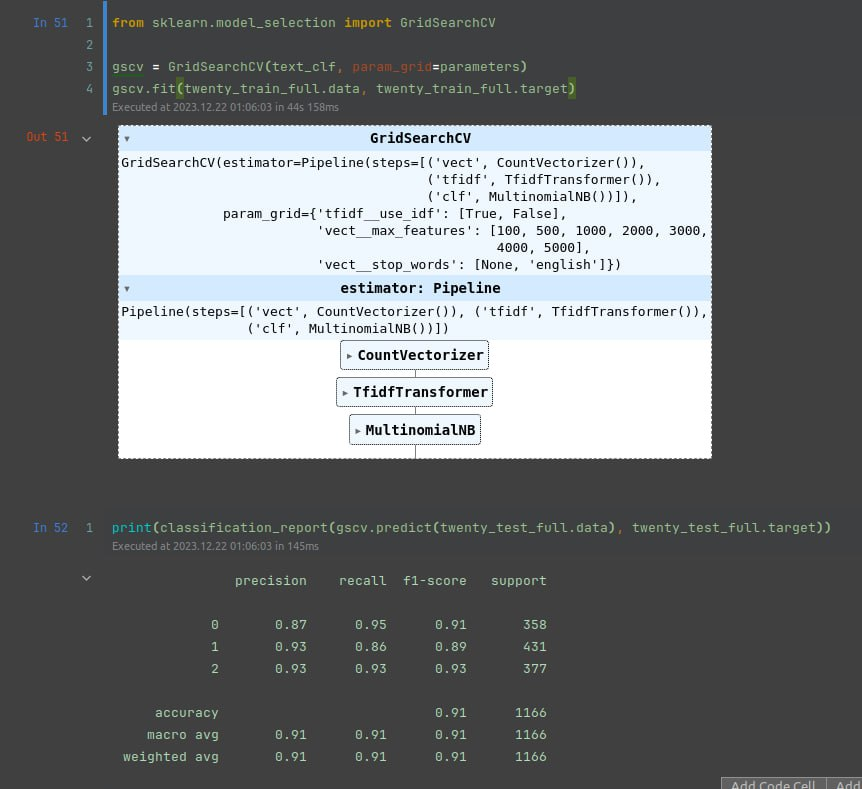 In 51 1 from sklearn.model_selection import GridSearchCV
2
3 gscv = GridSearchCV(text_clf, param_grid=parameters)
4 gscv.fit(twenty_train_full.data, twenty_train_full.target)
Executed at 2023.12.22 01:06:03 in 44s 158ms
Out 51
GridSearchCV
GridSearchCV(estimator=Pipeline(steps=[('vect', CountVectorizer()),
('tfidf', TfidfTransformer()),
('clf', MultinomialNB())]),
param_grid={'tfidf__use_idf': [True, False],
'vect__max_features': [100, 500, 1000, 2000, 3000,
4000, 5000],
'vect__stop_words': [None, 'english']})
estimator: Pipeline
Pipeline(steps=[('vect', CountVectorizer()), ('tfidf', TfidfTransformer()),
('clf', MultinomialNB())])
CountVectorizer
TfidfTransformer
MultinomialNB
In 52 1 print(classification_report(gscv.predict(twenty_test_full.data), twenty_test_full.target))
Executed at 2023.12.22 01:06:03 in 145ms
precision recall f1-score support
0 0.87 0.95 0.91 358
1 0.93 0.86 0.89 431
2 0.93 0.93 0.93 377
accuracy 0.91 1166
macro avg 0.91 0.91 0.91 1166
weighted avg 0.91 0.91 0.91 1166
Add Code Cell Add